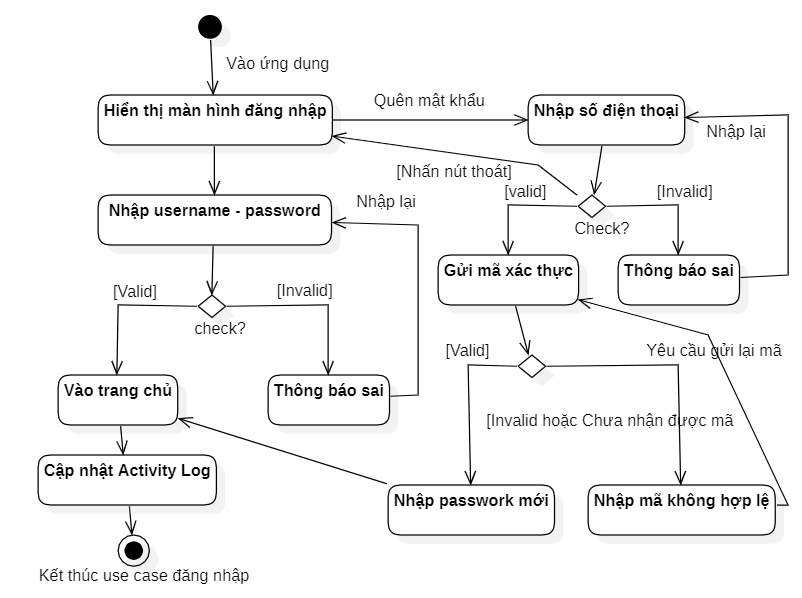 Vào ứng dụng
Hiển thị màn hình đăng nhập
Quên mật khẩu
Nhập số điện thoại
Nhập lại
[Nhấn nút thoát]
[valid]
[Invalid]
Check?
Nhập username - password
Nhập lại
Gửi mã xác thực
Thông báo sai
[Valid]
[Invalid]
check?
[Valid]
Yêu cầu gửi lại mã
Vào trang chủ
Thông báo sai
[Invalid hoặc Chưa nhận được mã
Cập nhật Activity Log
Nhập passwork mới
Nhập mã không hợp lệ
Kết thúc use case đăng nhập